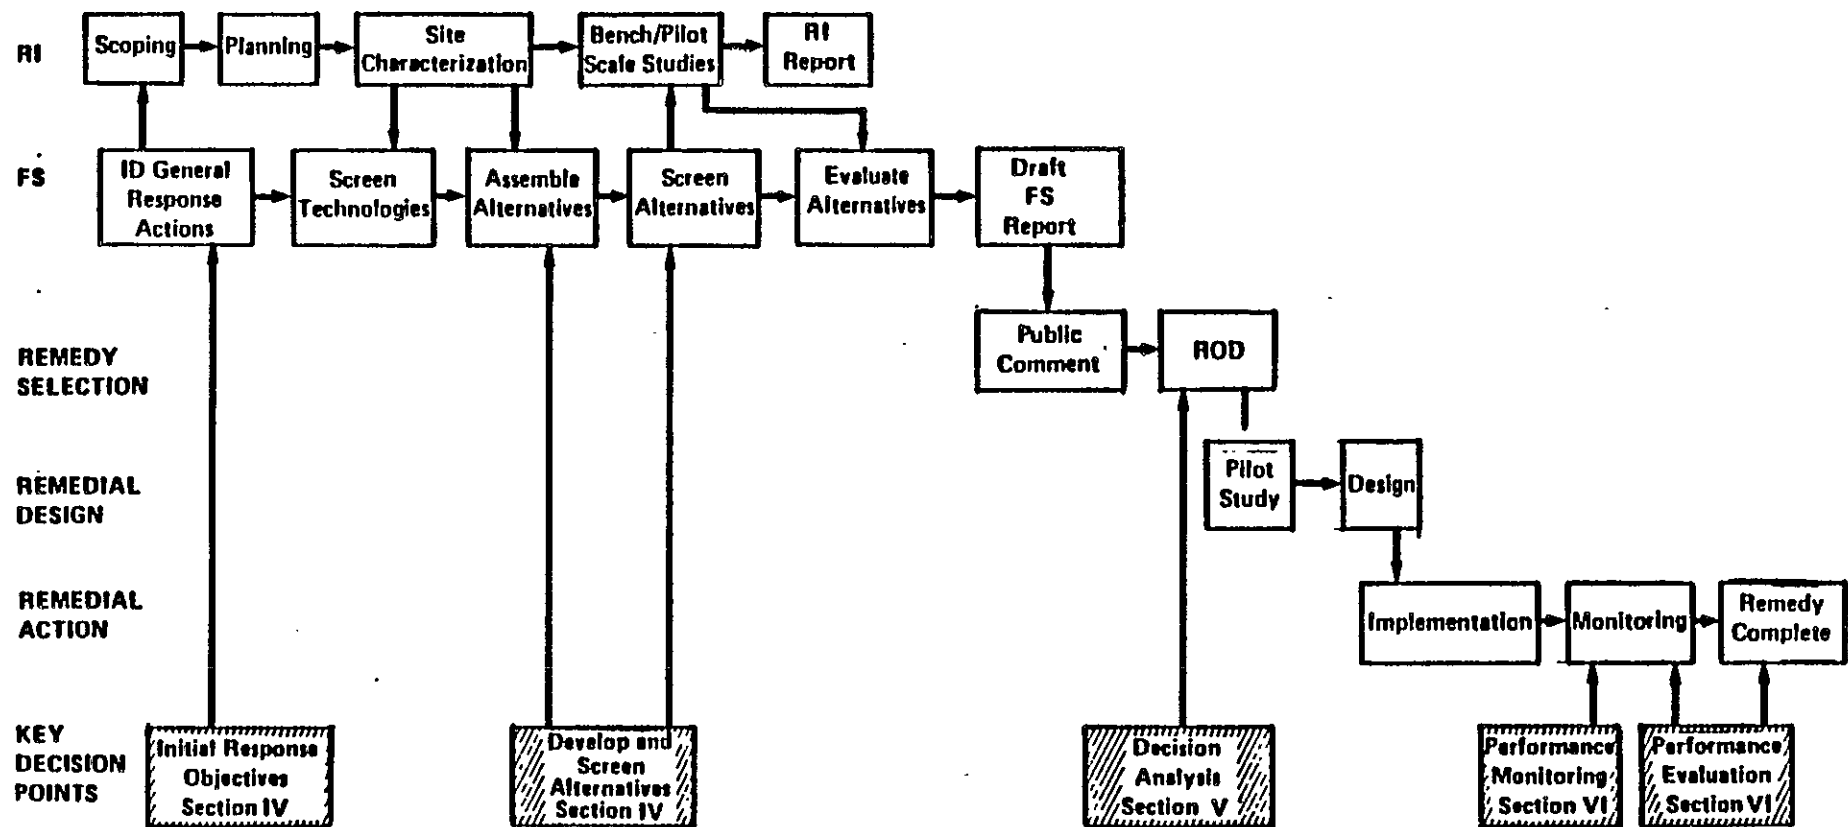 RI
Scoping
Planning
Site
Characterization
Bench/Pilot
Scale Studies
RI
Report
FS
ID General
Response
Actions
Screen
Technologies
Assemble
Alternatives
Screen
Alternatives
Evaluate
Alternatives
Draft
FS
Report
REMEDY
SELECTION
Public
Comment
ROD
REMEDIAL
DESIGN
Pilot
Study
Design
REMEDIAL
ACTION
Implementation
Monitoring
Remedy
Complete
KEY
DECISION
POINTS
Initial Response
Objectives
Section IV
Develop and
Screen
Alternatives
Section IV
Decision
Analysis
Section V
Performance
Monitoring
Section VI
Performance
Evaluation
Section VI